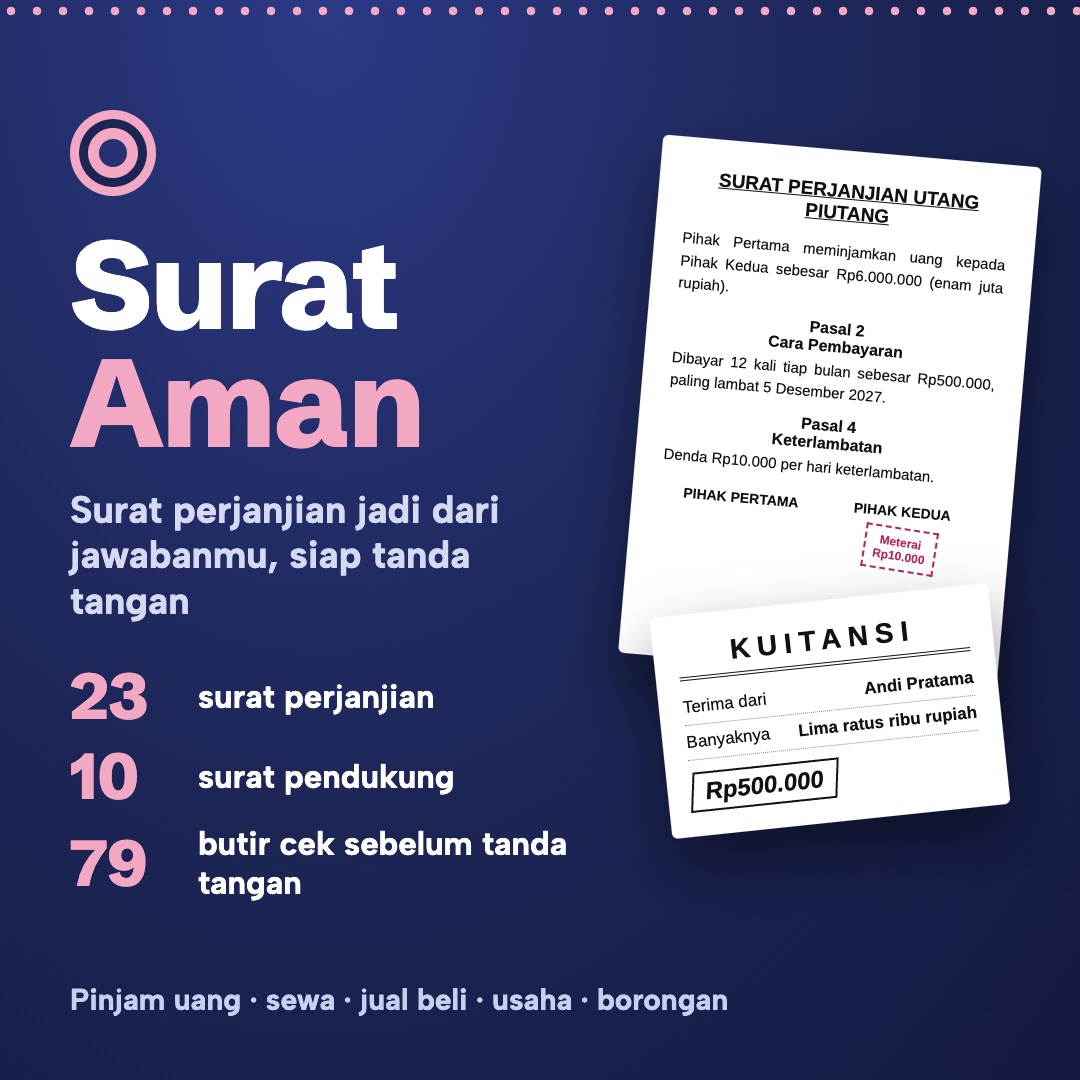 Surat
Aman
Surat perjanjian jadi dari
jawabanmu, siap tanda
tangan
23 surat perjanjian
10 surat pendukung
79 butir cek sebelum tanda
tangan
Pinjam uang · sewa · jual beli · usaha · borongan
SURAT PERJANJIAN UTANG
PIUTANG
Pihak Pertama meminjamkan uang kepada
Pihak Kedua sebesar Rp6.000.000 (enam juta
rupiah).
Pasal 2
Cara Pembayaran
Dibayar 12 kali tiap bulan sebesar Rp500.000,
paling lambat 5 Desember 2027.
Pasal 4
Keterlambatan
Denda Rp10.000 per hari keterlambatan.
PIHAK PERTAMA PIHAK KEDUA
Meterai
Rp10.000
KUITANSI
Terima dari Andi Pratama
Banyaknya Lima ratus ribu rupiah
Rp500.000